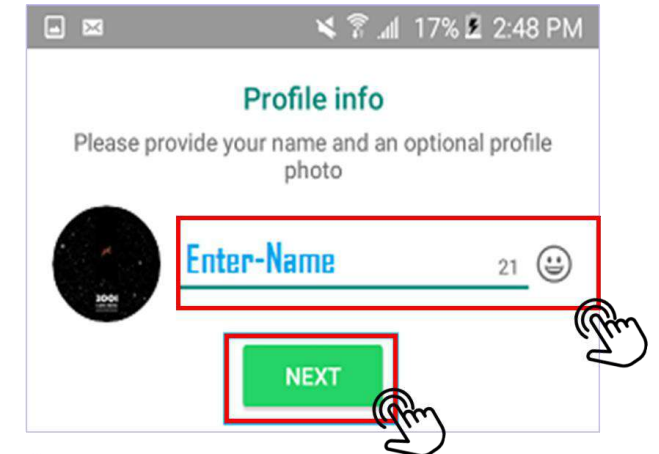 17% 2:48 PM
Profile info
Please provide your name and an optional profile
photo
Enter-Name
21
NEXT